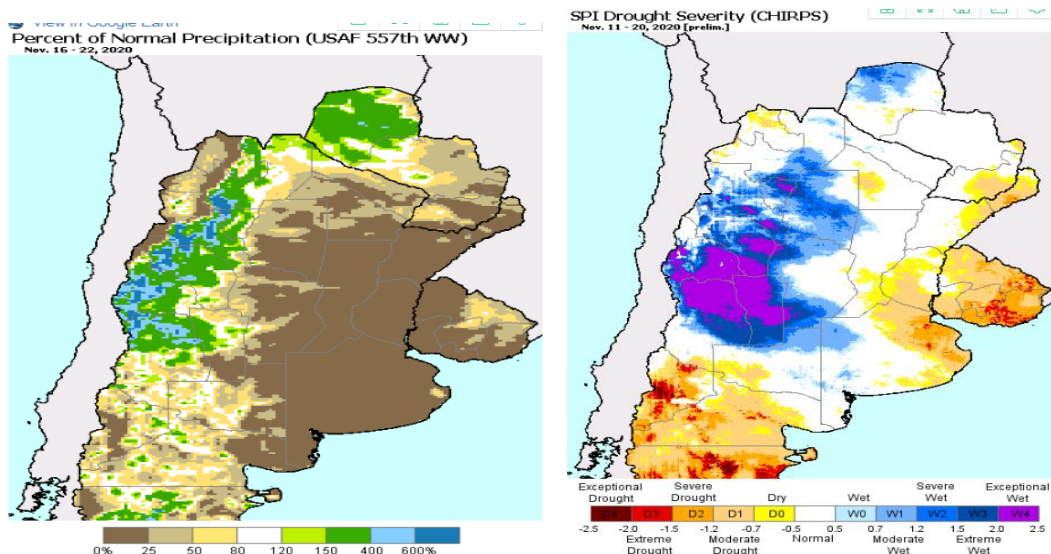 View in Google Earth
Percent of Normal Precipitation (USAF 557th WW)
Nov. 16 - 22, 2020
0% 25 50 80 120 150 400 600%
SPI Drought Severity (CHIRPS)
Nov. 11 - 20, 2020 [prelim.]
Exceptional Drought Severe Drought Dry Wet Severe Wet Exceptional Wet
D4 D3 D2 D1 D0 W0 W1 W2 W3 W4
-2.5 -2.0 -1.5 -1.2 -0.7 -0.5 0.5 0.7 1.2 1.5 2.0 2.5
Extreme Drought Moderate Drought Normal Moderate Wet Extreme Wet